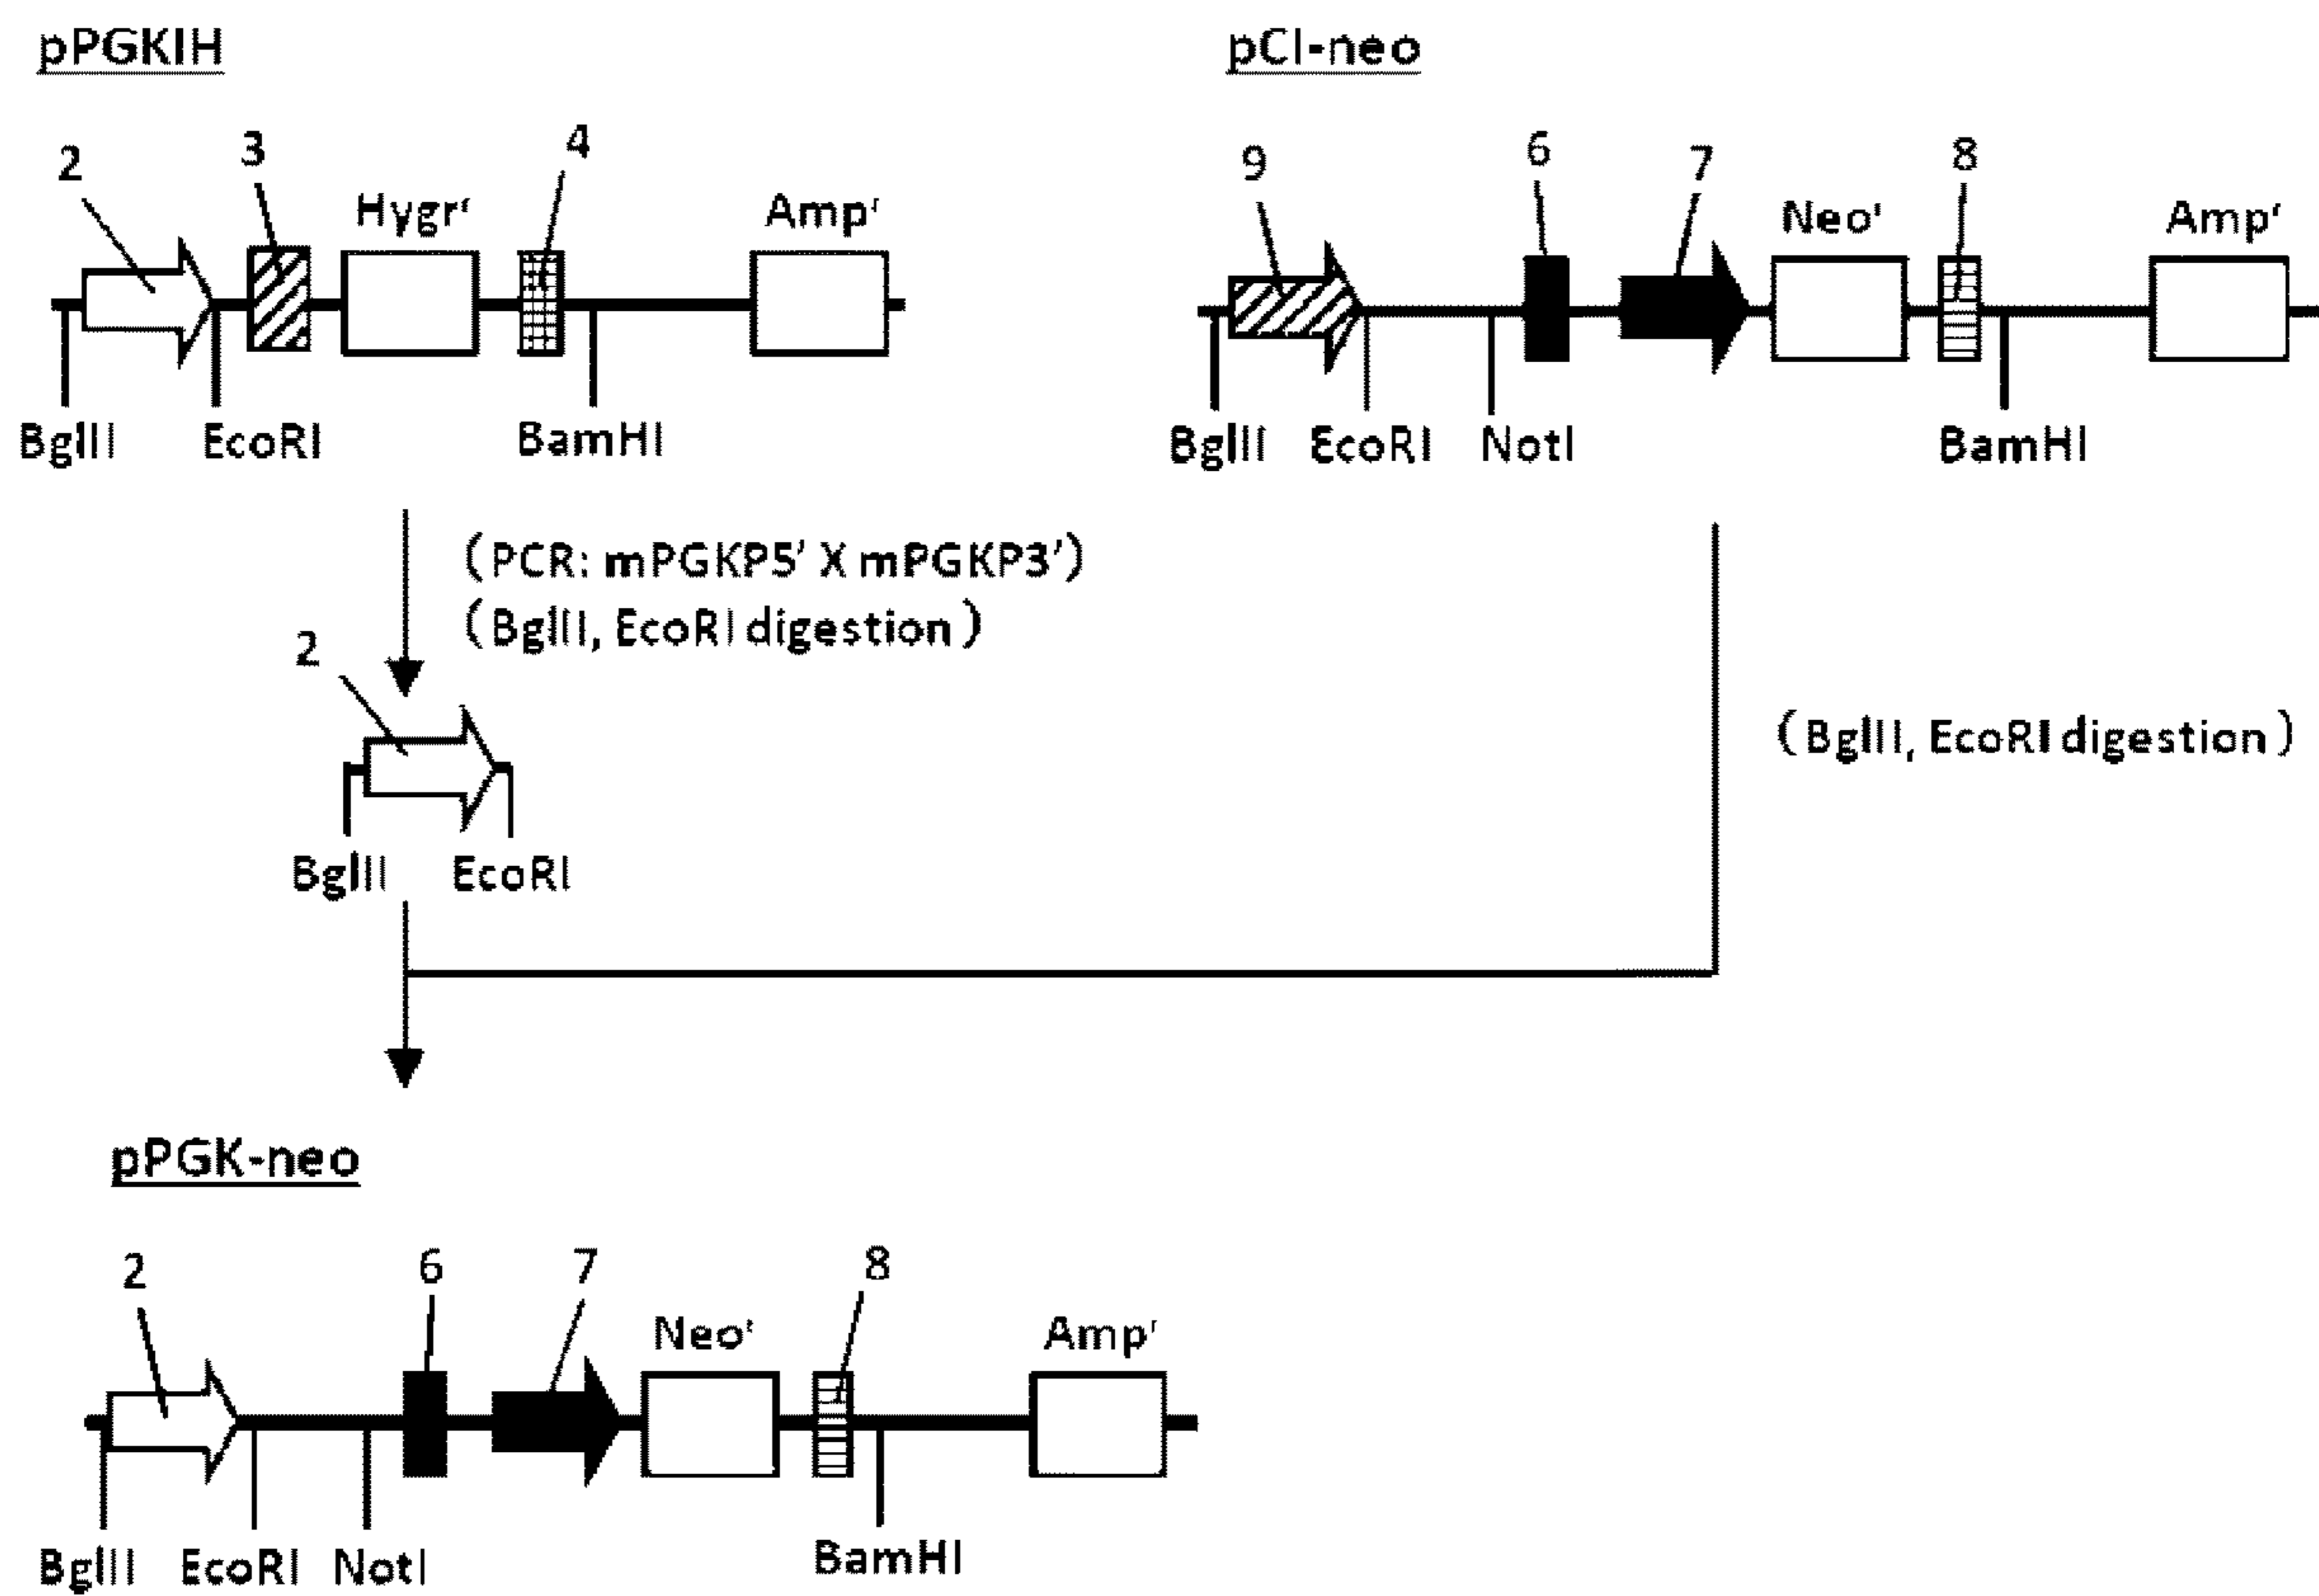 pPGKIH
pCI-neo
2 3 Hygrʳ 4 Ampʳ
9 6 7 Neoʳ 8 Ampʳ
BglII EcoRI BamHI
BglII EcoRI NotI BamHI
(PCR: mPGKP5' X mPGKP3')
(BglII, EcoRI digestion)
2
(BglII, EcoRI digestion)
BglII EcoRI
pPGK-neo
2 6 7 Neoʳ 8 Ampʳ
BglII EcoRI NotI BamHI